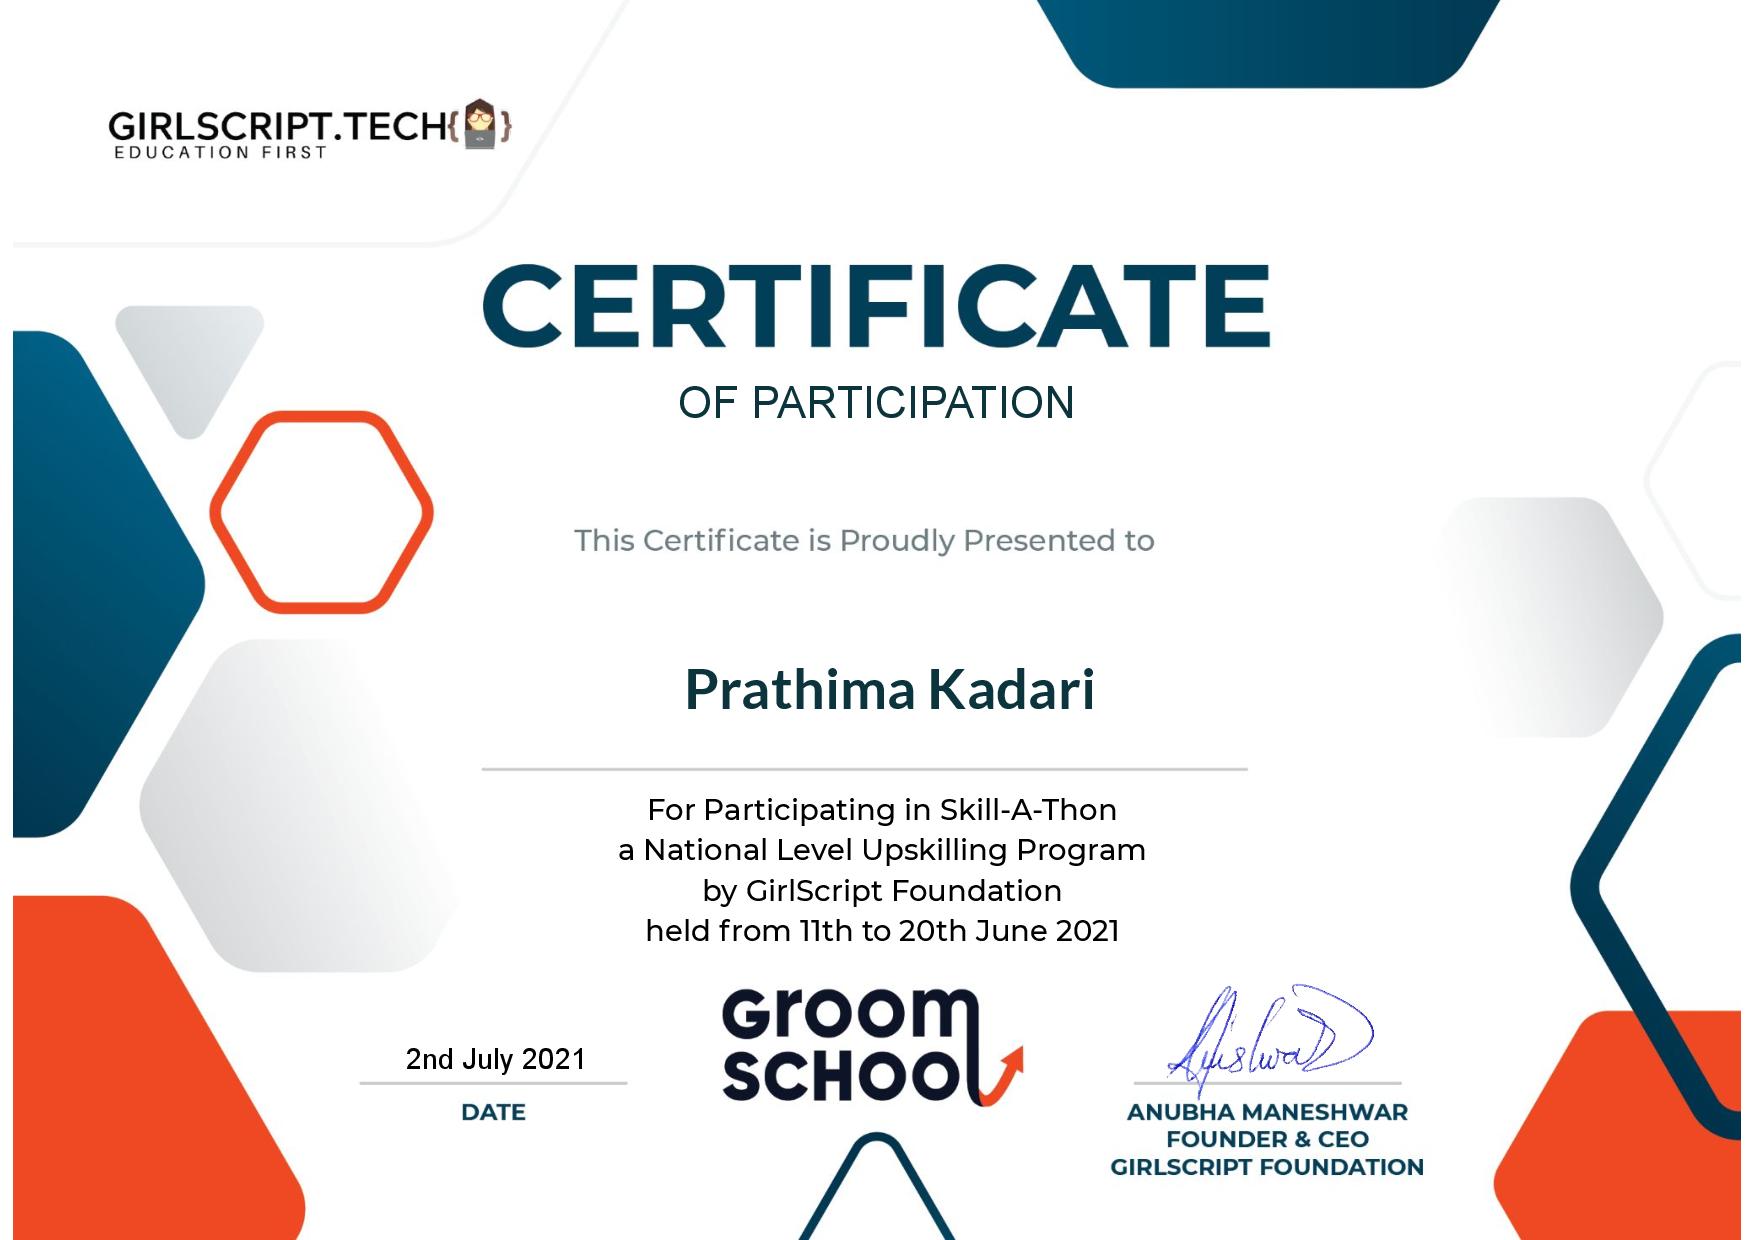 GIRLSCRIPT.TECH{}
EDUCATION FIRST
CERTIFICATE
OF PARTICIPATION
This Certificate is Proudly Presented to
Prathima Kadari
For Participating in Skill-A-Thon
a National Level Upskilling Program
by GirlScript Foundation
held from 11th to 20th June 2021
GROOM
SCHOOL
2nd July 2021
DATE
ANUBHA MANESHWAR
FOUNDER & CEO
GIRLSCRIPT FOUNDATION